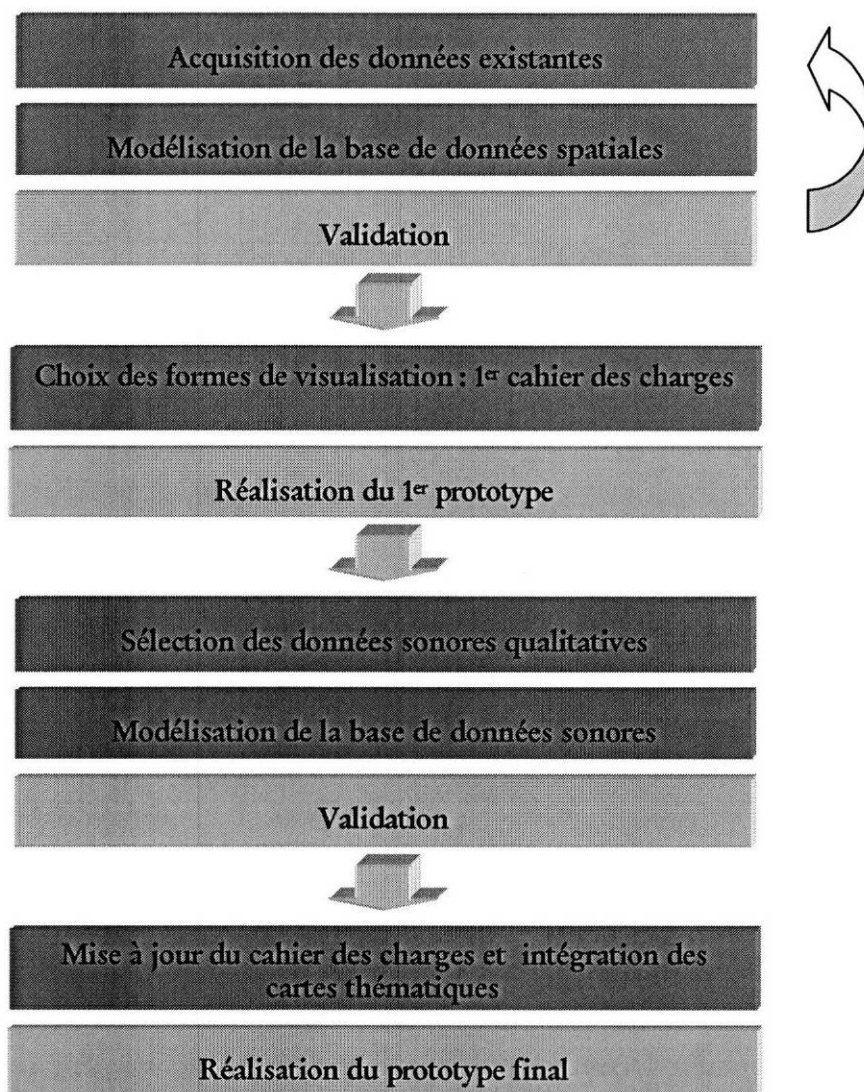 Acquisition des données existantes
Modélisation de la base de données spatiales
Validation
Choix des formes de visualisation : 1er cahier des charges
Réalisation du 1er prototype
Sélection des données sonores qualitatives
Modélisation de la base de données sonores
Validation
Mise à jour du cahier des charges et intégration des
cartes thématiques
Réalisation du prototype final